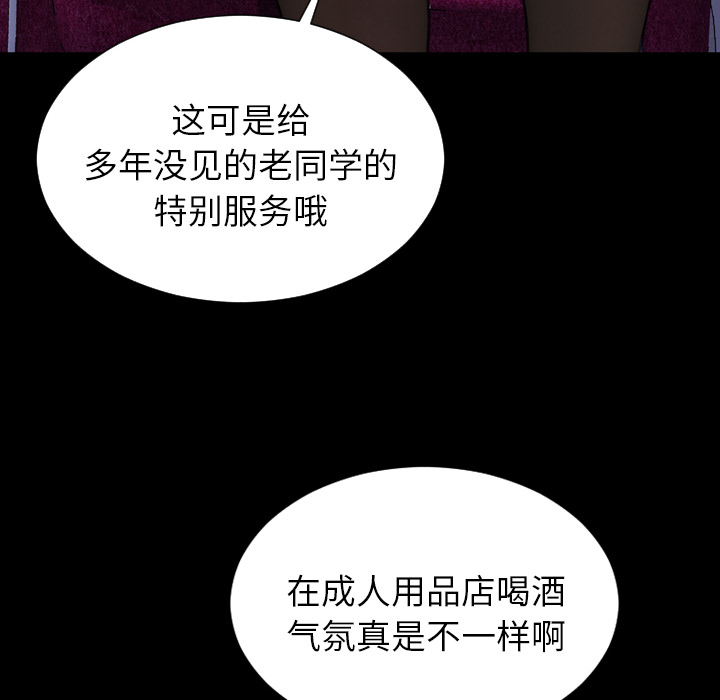 这可是给
多年没见的老同学的
特别服务哦
在成人用品店喝酒
气氛真是不一样啊